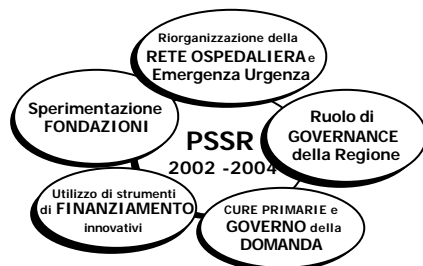 Riorganizzazione della
RETE OSPEDALIERA e
Emergenza Urgenza
Sperimentazione
FONDAZIONI
PSSR
2002 -2004
Ruolo di
GOVERNANCE
della Regione
Utilizzo di strumenti
di FINANZIAMENTO
innovativi
CURE PRIMARIE e
GOVERNO della
DOMANDA